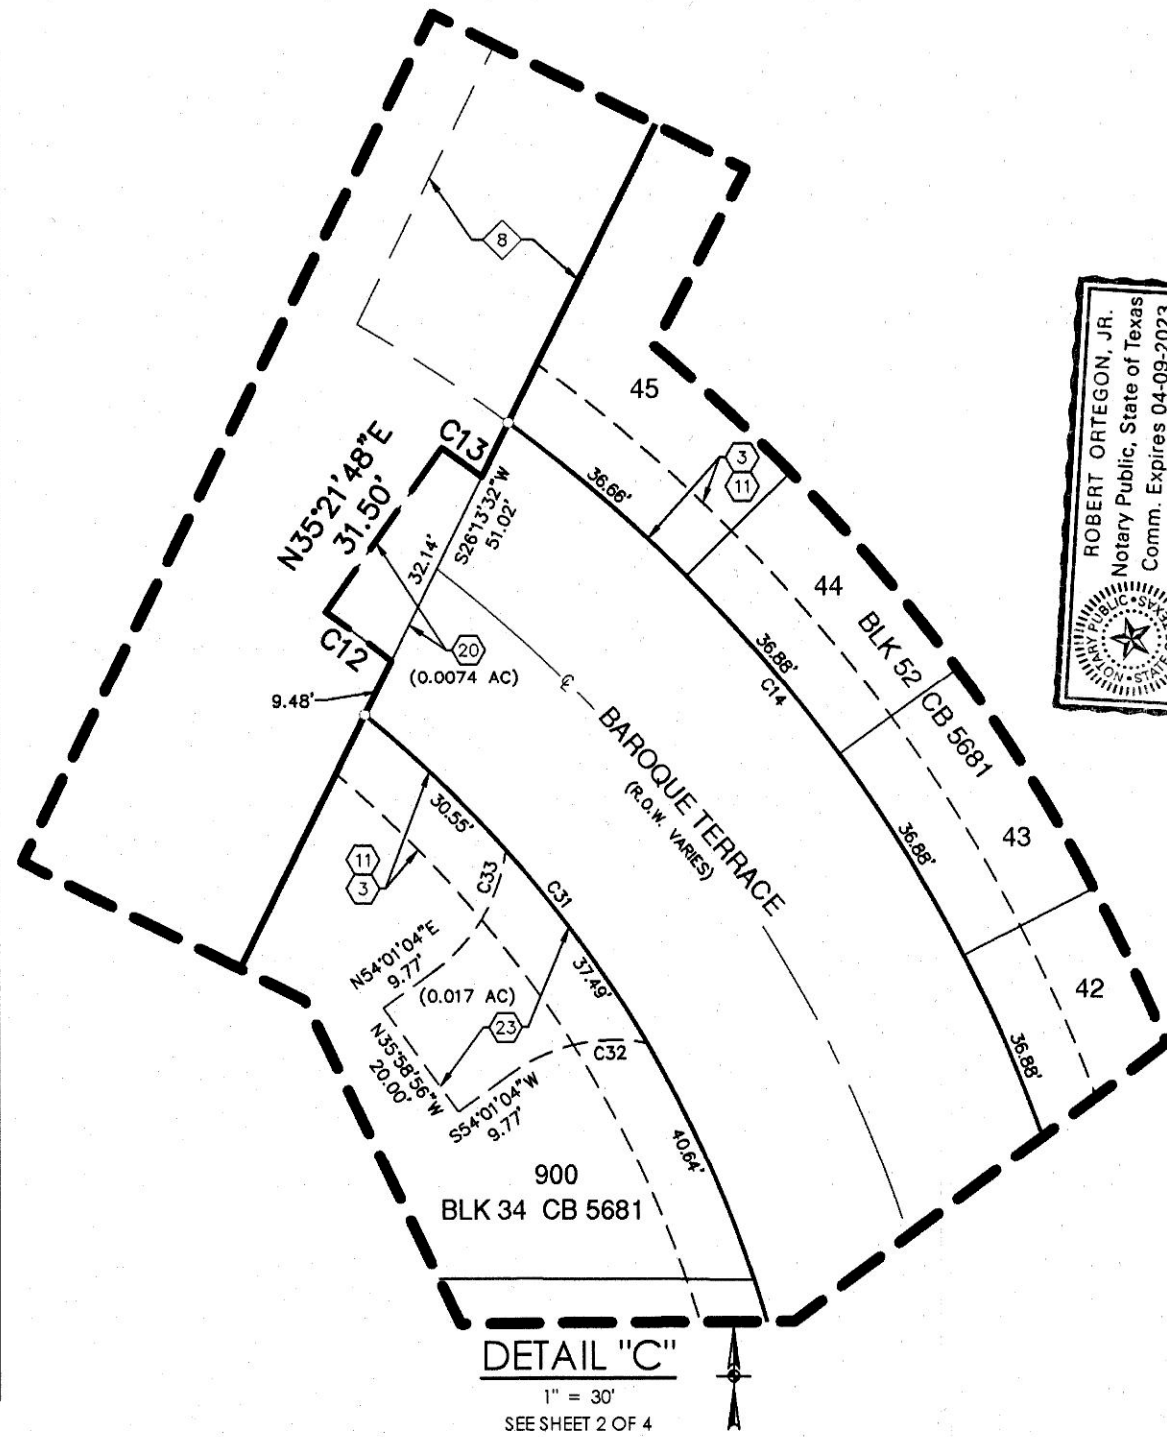 8
45
C13
N35°21'48"E
31.50'
S26°13'32"W
51.02'
32.14'
36.66'
3
11
44
BLK 52 CB 5681
36.88'
C14
C12
20
(0.0074 AC)
9.48'
℄
BAROQUE TERRACE
(R.O.W. VARIES)
43
36.88'
42
36.88'
30.55'
11
3
C33
C31
N54°01'04"E
9.77'
(0.017 AC)
37.49'
23
N35°58'56"W
20.00'
C32
S54°01'04"W
9.77'
40.64'
900
BLK 34 CB 5681
DETAIL "C"
1" = 30'
SEE SHEET 2 OF 4
ROBERT ORTEGON, JR.
Notary Public, State of Texas
Comm. Expires 04-09-2023